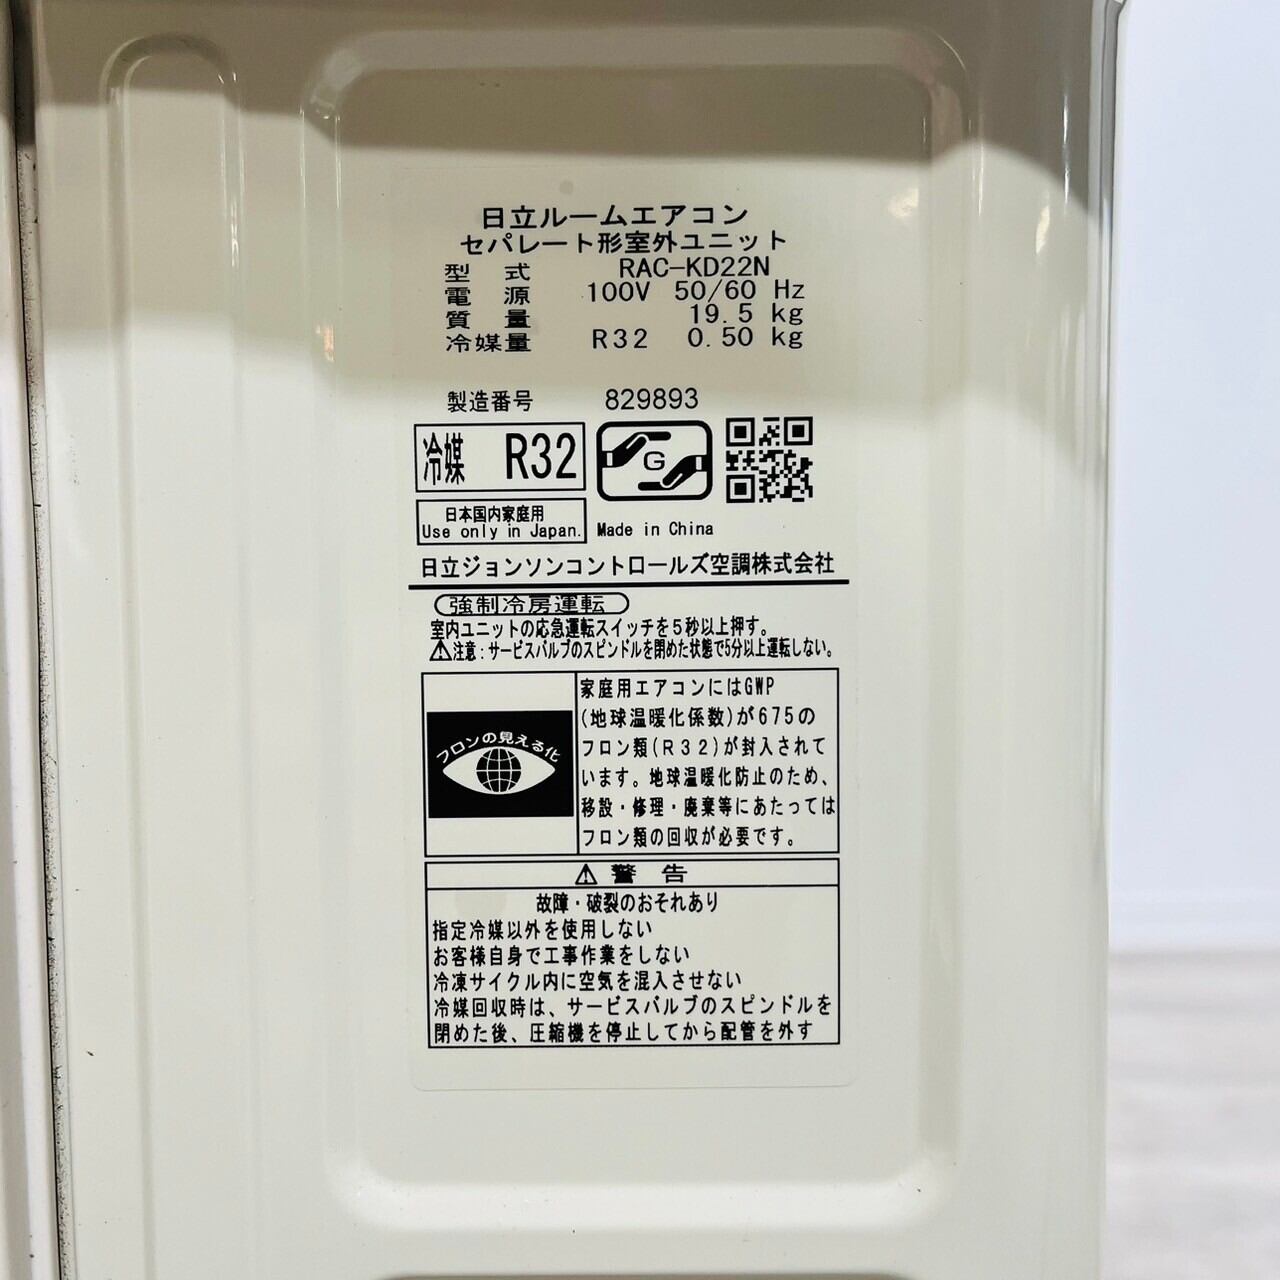 日立ルームエアコン
セパレート形室外ユニット
型 式 RAC-KD22N
電 源 100V 50/60 Hz
質 量 19.5 kg
冷媒量 R32 0.50 kg
製造番号 829893
冷媒 R32
G
日本国内家庭用
Use only in Japan.
Made in China
日立ジョンソンコントロールズ空調株式会社
強制冷房運転
室内ユニットの応急運転スイッチを5秒以上押す。
⚠注意:サービスバルブのスピンドルを閉めた状態で5分以上運転しない。
フロンの見える化
家庭用エアコンにはGWP
(地球温暖化係数)が675の
フロン類(R32)が封入されて
います。地球温暖化防止のため、
移設・修理・廃棄等にあたっては
フロン類の回収が必要です。
⚠ 警 告
故障・破裂のおそれあり
指定冷媒以外を使用しない
お客様自身で工事作業をしない
冷凍サイクル内に空気を混入させない
冷媒回収時は、サービスバルブのスピンドルを
閉めた後、圧縮機を停止してから配管を外す